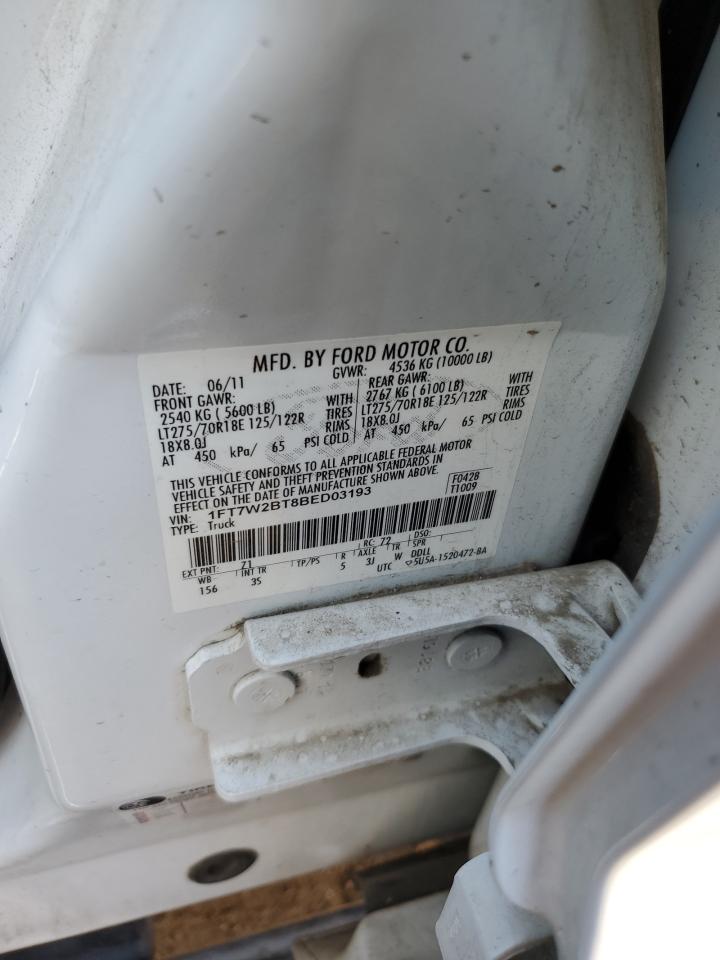 MFD. BY FORD MOTOR CO.
DATE: 06/11 GVWR: 4536 KG (10000 LB)
FRONT GAWR: REAR GAWR:
2540 KG ( 5600 LB) WITH 2767 KG ( 6100 LB) WITH
LT275/70R18E 125/122R TIRES LT275/70R18E 125/122R TIRES
18X8.0J RIMS 18X8.0J RIMS
AT 450 kPa/ 65 PSI COLD AT 450 kPa/ 65 PSI COLD
THIS VEHICLE CONFORMS TO ALL APPLICABLE FEDERAL MOTOR
VEHICLE SAFETY AND THEFT PREVENTION STANDARDS IN
EFFECT ON THE DATE OF MANUFACTURE SHOWN ABOVE.
VIN: 1FT7W2BT8BED03193 F0428
TYPE: Truck T1009
EXT PNT: Z1 RC: 72 DSO:
WB INT TR TP/PS R AXLE TR SPR
156 3S 5 3J W DDLL
UTC 5U5A-1520472-BA